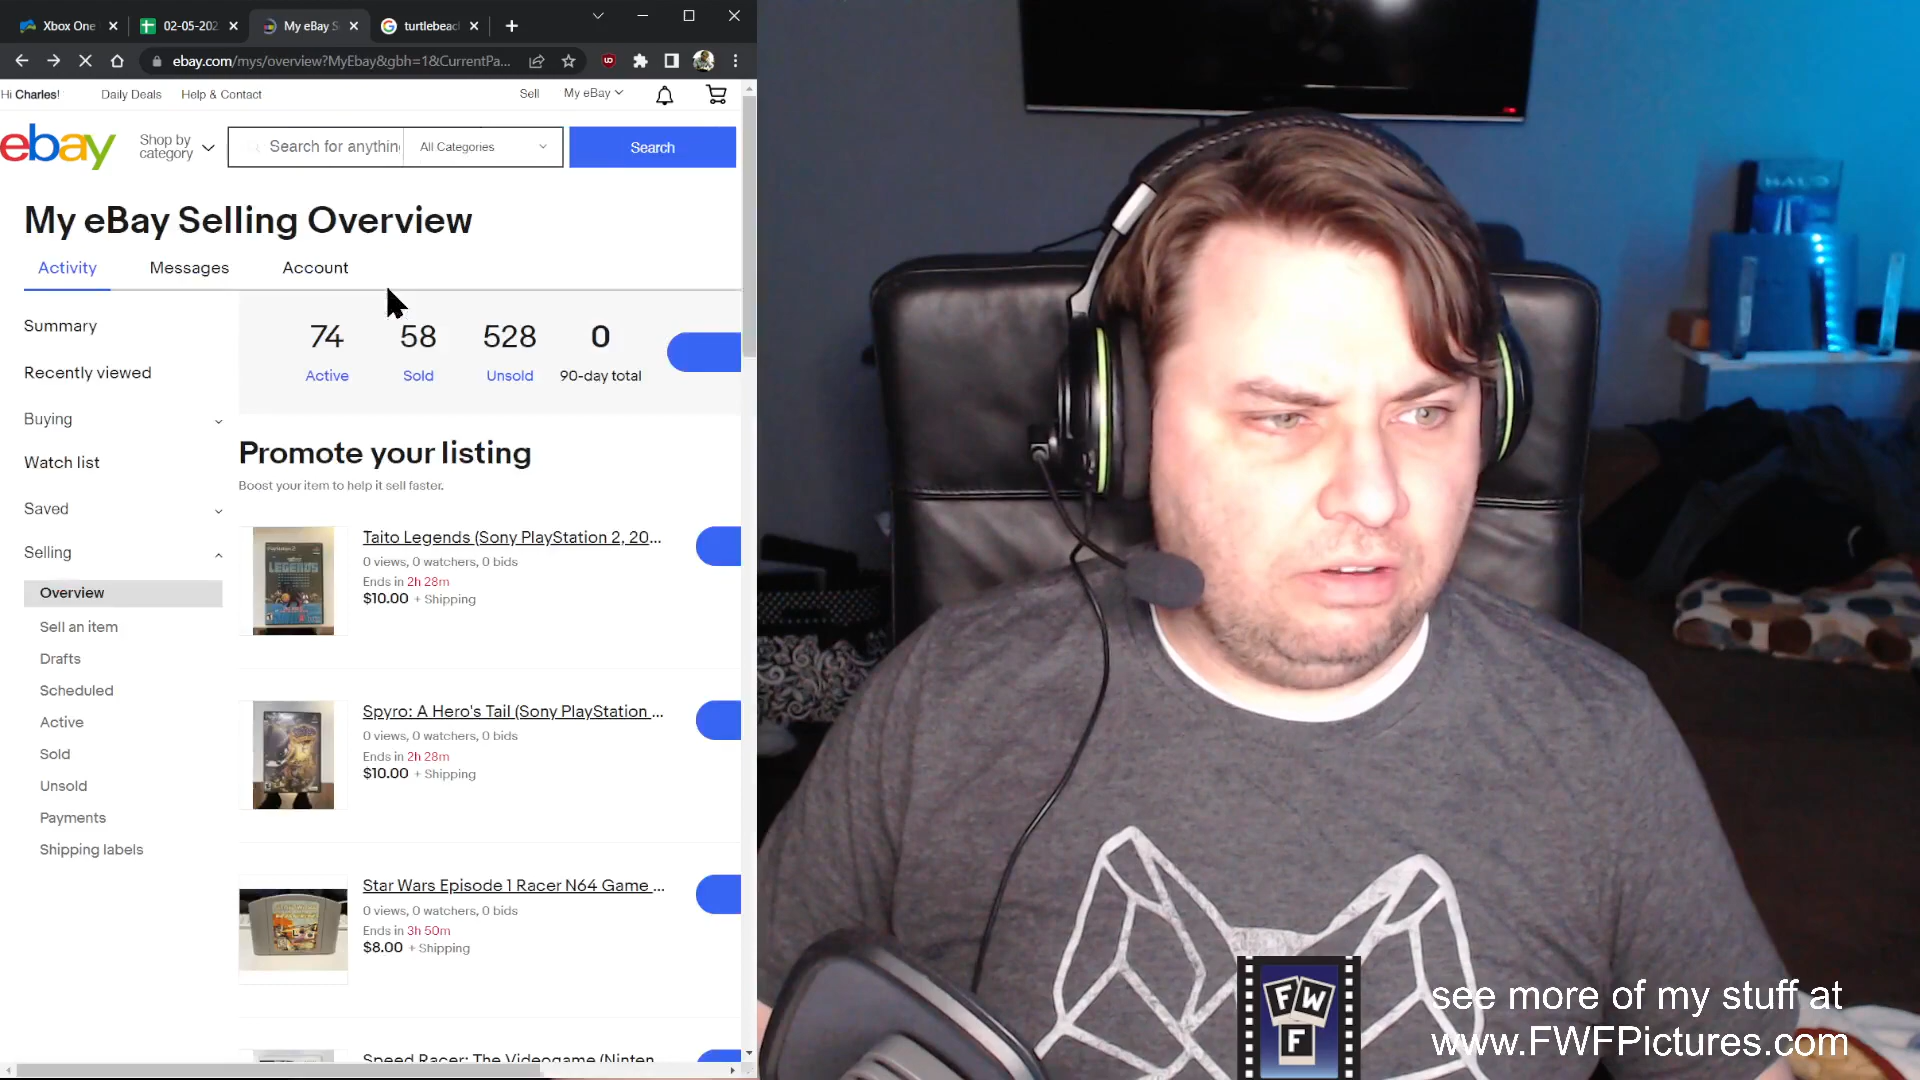 Xbox One
02-05-202
My eBay S
turtlebeach
ebay.com/mys/overview?MyEbay&gbh=1&CurrentPa...
Hi Charles!
Daily Deals
Help & Contact
Sell
My eBay
ebay
Shop by category
Search for anything
All Categories
Search
My eBay Selling Overview
Activity
Messages
Account
Summary
Recently viewed
Buying
Watch list
Saved
Selling
Overview
Sell an item
Drafts
Scheduled
Active
Sold
Unsold
Payments
Shipping labels
74
58
528
0
Active
Sold
Unsold
90-day total
Promote your listing
Boost your item to help it sell faster.
Taito Legends (Sony PlayStation 2, 20...
0 views, 0 watchers, 0 bids
Ends in 2h 28m
$10.00 + Shipping
LEGENDS
Spyro: A Hero's Tail (Sony PlayStation ...
0 views, 0 watchers, 0 bids
Ends in 2h 28m
$10.00 + Shipping
Star Wars Episode 1 Racer N64 Game ...
0 views, 0 watchers, 0 bids
Ends in 3h 50m
$8.00 + Shipping
Speed Racer: The Videogame (Ninten
HALO
FWF
see more of my stuff at
www.FWFPictures.com